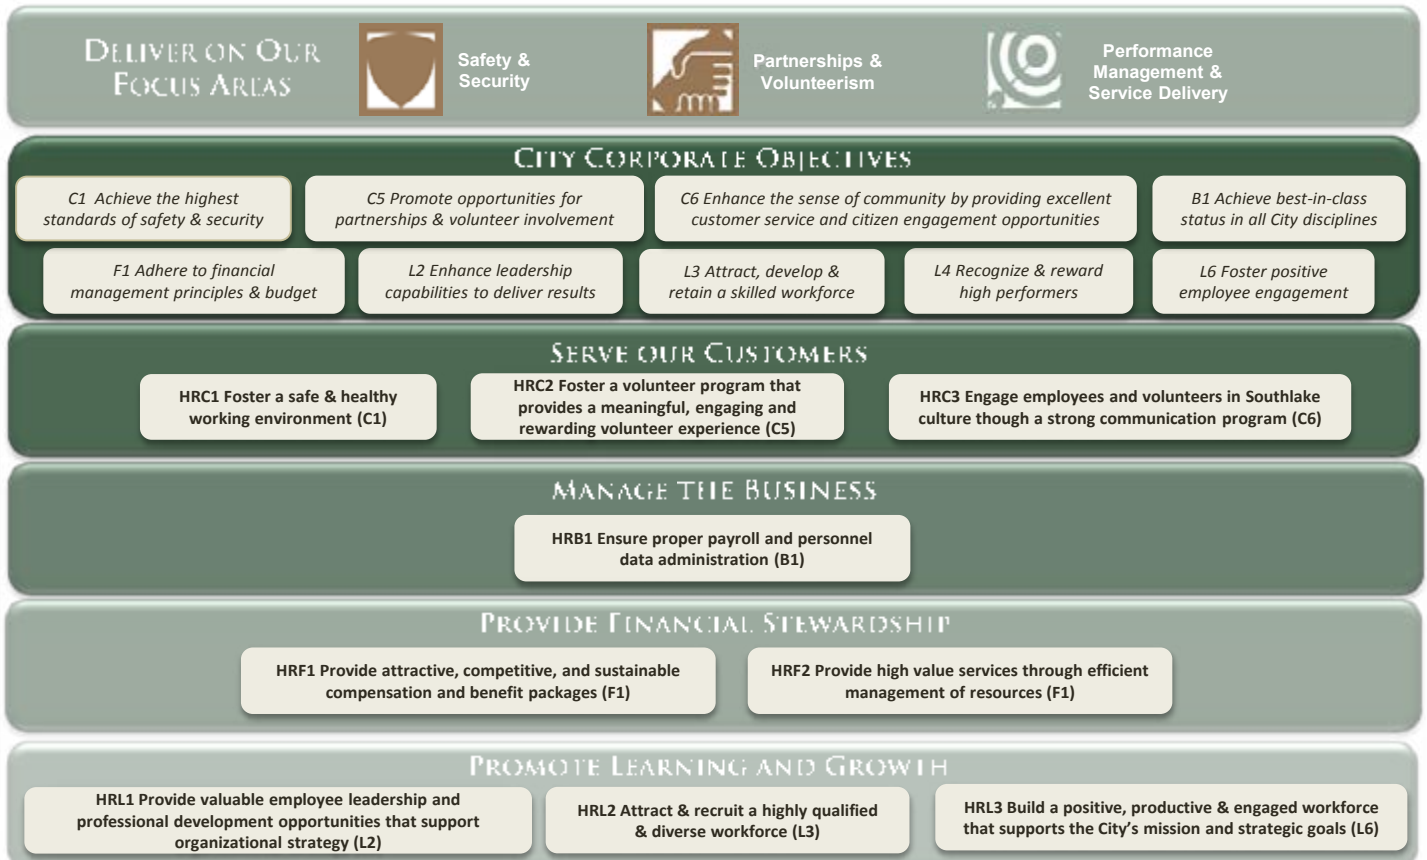 DELIVER ON OUR
FOCUS AREAS
Safety &
Security
Partnerships &
Volunteerism
Performance
Management &
Service Delivery
CITY CORPORATE OBJECTIVES
C1 Achieve the highest
standards of safety & security
C5 Promote opportunities for
partnerships & volunteer involvement
C6 Enhance the sense of community by providing excellent
customer service and citizen engagement opportunities
B1 Achieve best-in-class
status in all City disciplines
F1 Adhere to financial
management principles & budget
L2 Enhance leadership
capabilities to deliver results
L3 Attract, develop &
retain a skilled workforce
L4 Recognize & reward
high performers
L6 Foster positive
employee engagement
SERVE OUR CUSTOMERS
HRC1 Foster a safe & healthy
working environment (C1)
HRC2 Foster a volunteer program that
provides a meaningful, engaging and
rewarding volunteer experience (C5)
HRC3 Engage employees and volunteers in Southlake
culture though a strong communication program (C6)
MANAGE THE BUSINESS
HRB1 Ensure proper payroll and personnel
data administration (B1)
PROVIDE FINANCIAL STEWARDSHIP
HRF1 Provide attractive, competitive, and sustainable
compensation and benefit packages (F1)
HRF2 Provide high value services through efficient
management of resources (F1)
PROMOTE LEARNING AND GROWTH
HRL1 Provide valuable employee leadership and
professional development opportunities that support
organizational strategy (L2)
HRL2 Attract & recruit a highly qualified
& diverse workforce (L3)
HRL3 Build a positive, productive & engaged workforce
that supports the City's mission and strategic goals (L6)